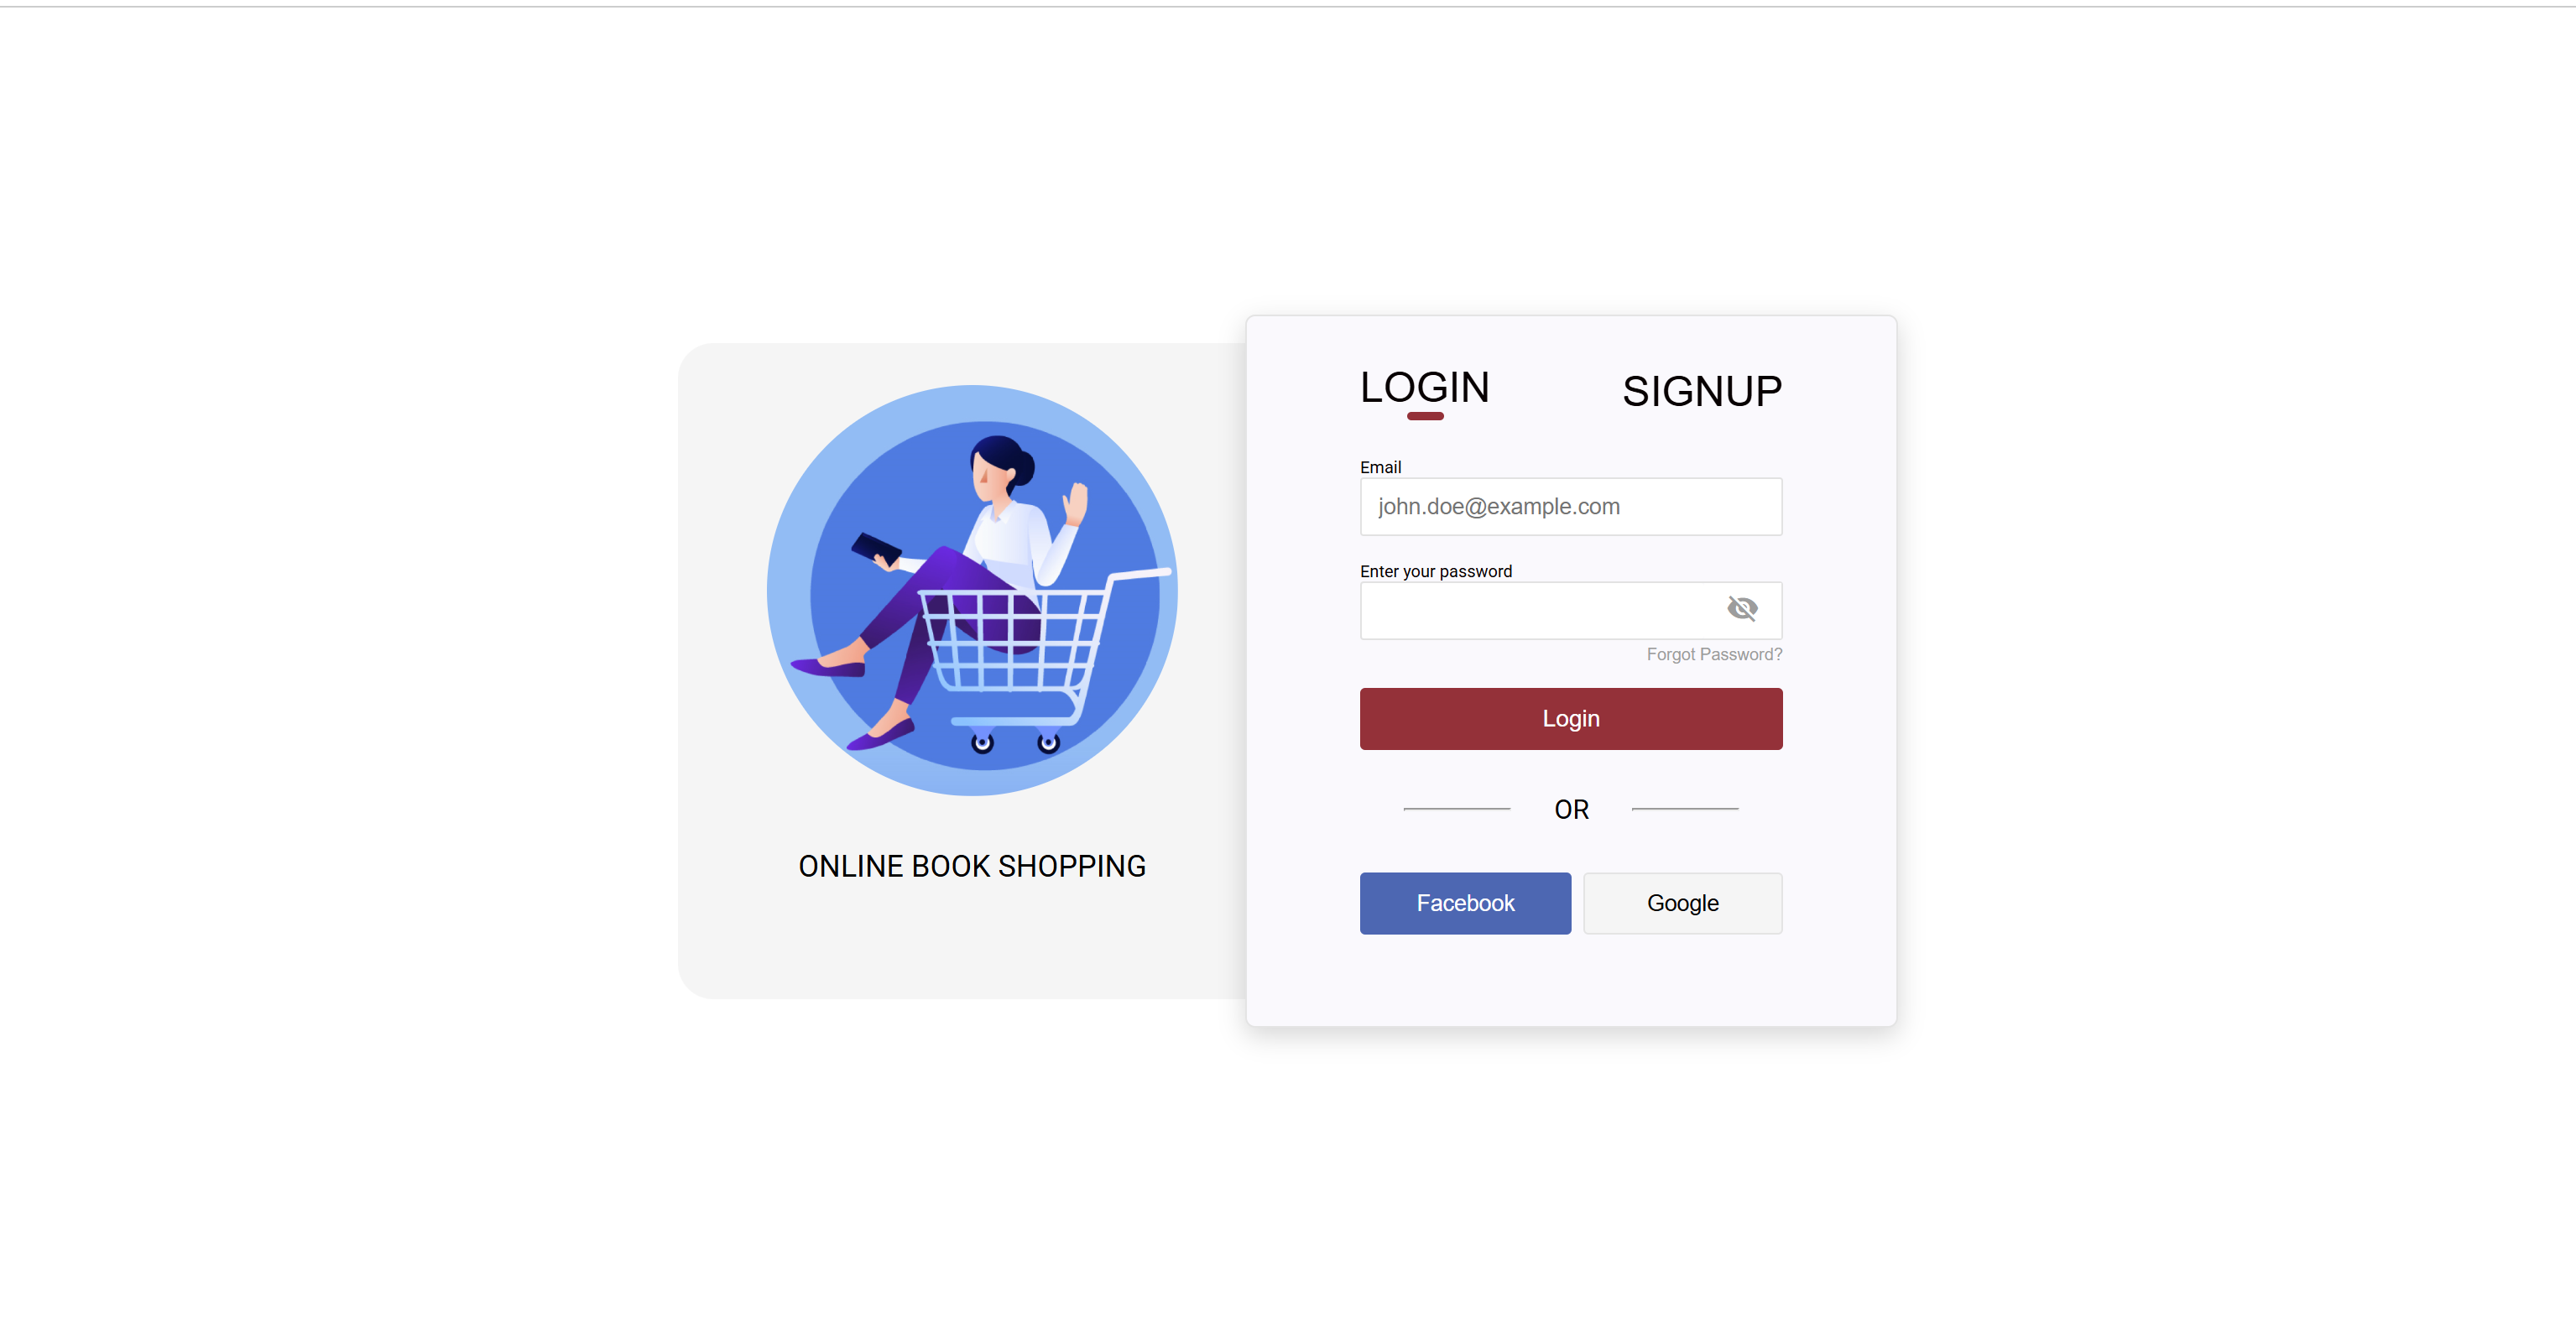 ONLINE BOOK SHOPPING
LOGIN SIGNUP
Email
john.doe@example.com
Enter your password
Forgot Password?
Login
OR
Facebook Google